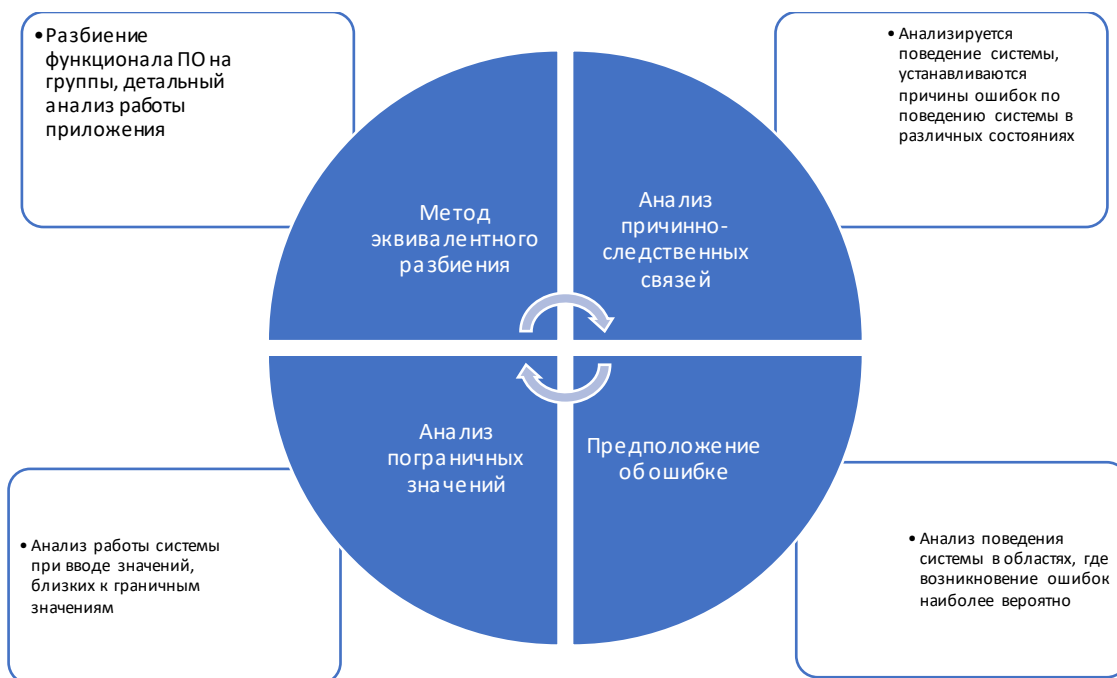 •Разбиение
функционала ПО на
группы, детальный
анализ работы
приложения
• Анализируется
поведение системы,
устанавливаются
причины ошибок по
поведению системы в
различных состояниях
Метод
эквивалентного
разбиения
Анализ
причинно-
следственных
связей
Анализ
пограничных
значений
Предположение
об ошибке
• Анализ работы системы
при вводе значений,
близких к граничным
значениям
• Анализ поведения
системы в областях, где
возникновение ошибок
наиболее вероятно